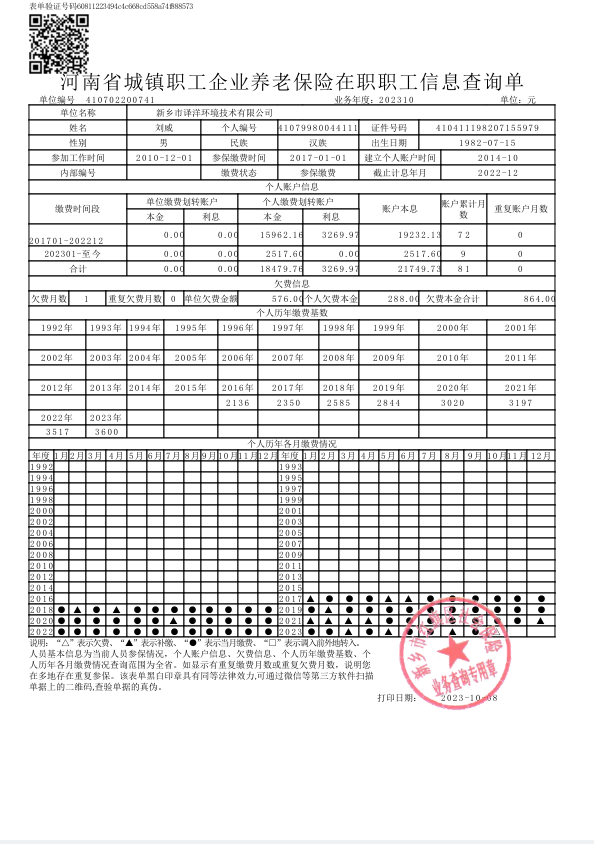 表单验证号码60811223494c4c668cd558a74f888573
河南省城镇职工企业养老保险在职职工信息查询单
单位编号 410702200741 业务年度：202310 单位：元
单位名称 新乡市译洋环境技术有限公司
姓名 刘威 个人编号 41079980044111 证件号码 410411198207155979
性别 男 民族 汉族 出生日期 1982-07-15
参加工作时间 2010-12-01 参保缴费时间 2017-01-01 建立个人账户时间 2014-10
内部编号 缴费状态 参保缴费 截止计息年月 2022-12
个人账户信息
缴费时间段 单位缴费划转账户 个人缴费划转账户 账户本息 账户累计月数 重复账户月数
本金 利息 本金 利息
201701-202212 0.00 0.00 15962.16 3269.97 19232.13 72 0
202301-至今 0.00 0.00 2517.60 0.00 2517.60 9 0
合计 0.00 0.00 18479.76 3269.97 21749.73 81 0
欠费信息
欠费月数 1 重复欠费月数 0 单位欠费金额 576.00 个人欠费本金 288.00 欠费本金合计 864.00
个人历年缴费基数
1992年 1993年 1994年 1995年 1996年 1997年 1998年 1999年 2000年 2001年
2002年 2003年 2004年 2005年 2006年 2007年 2008年 2009年 2010年 2011年
2012年 2013年 2014年 2015年 2016年 2017年 2018年 2019年 2020年 2021年
2136 2350 2585 2844 3020 3197
2022年 2023年
3517 3600
个人历年各月缴费情况
年度 1月 2月 3月 4月 5月 6月 7月 8月 9月 10月 11月 12月 年度 1月 2月 3月 4月 5月 6月 7月 8月 9月 10月 11月 12月
1992 1993
1994 1995
1996 1997
1998 1999
2000 2001
2002 2003
2004 2005
2006 2007
2008 2009
2010 2011
2012 2013
2014 2015
2016 2017
2018 2019
2020 2021
2022 2023
说明：“△”表示欠费、“▲”表示补缴、“●”表示当月缴费、“□”表示调入前外地转入。
人员基本信息为当前人员参保情况，个人账户信息、欠费信息、个人历年缴费基数、个
人历年各月缴费情况查询范围为全省。如显示有重复缴费月数或重复欠费月数，说明您
在多地存在重复参保。该表单黑白印章具有同等法律效力,可通过微信等第三方软件扫描
单据上的二维码,查验单据的真伪。
打印日期： 2023-10-08
业务查询专用章